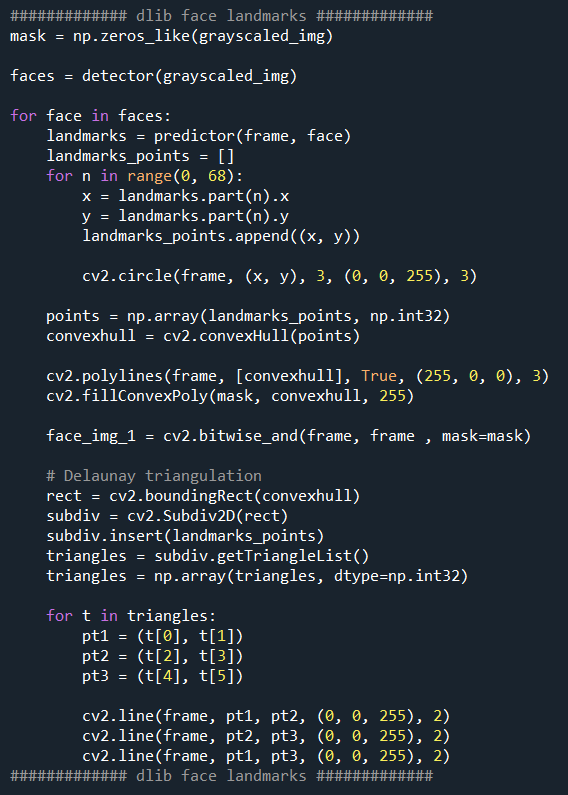 ############# dlib face landmarks #############
mask = np.zeros_like(grayscaled_img)

faces = detector(grayscaled_img)

for face in faces:
    landmarks = predictor(frame, face)
    landmarks_points = []
    for n in range(0, 68):
        x = landmarks.part(n).x
        y = landmarks.part(n).y
        landmarks_points.append((x, y))

        cv2.circle(frame, (x, y), 3, (0, 0, 255), 3)

    points = np.array(landmarks_points, np.int32)
    convexhull = cv2.convexHull(points)

    cv2.polylines(frame, [convexhull], True, (255, 0, 0), 3)
    cv2.fillConvexPoly(mask, convexhull, 255)

    face_img_1 = cv2.bitwise_and(frame, frame , mask=mask)

    # Delaunay triangulation
    rect = cv2.boundingRect(convexhull)
    subdiv = cv2.Subdiv2D(rect)
    subdiv.insert(landmarks_points)
    triangles = subdiv.getTriangleList()
    triangles = np.array(triangles, dtype=np.int32)

    for t in triangles:
        pt1 = (t[0], t[1])
        pt2 = (t[2], t[3])
        pt3 = (t[4], t[5])

        cv2.line(frame, pt1, pt2, (0, 0, 255), 2)
        cv2.line(frame, pt2, pt3, (0, 0, 255), 2)
        cv2.line(frame, pt1, pt3, (0, 0, 255), 2)
############# dlib face landmarks #############